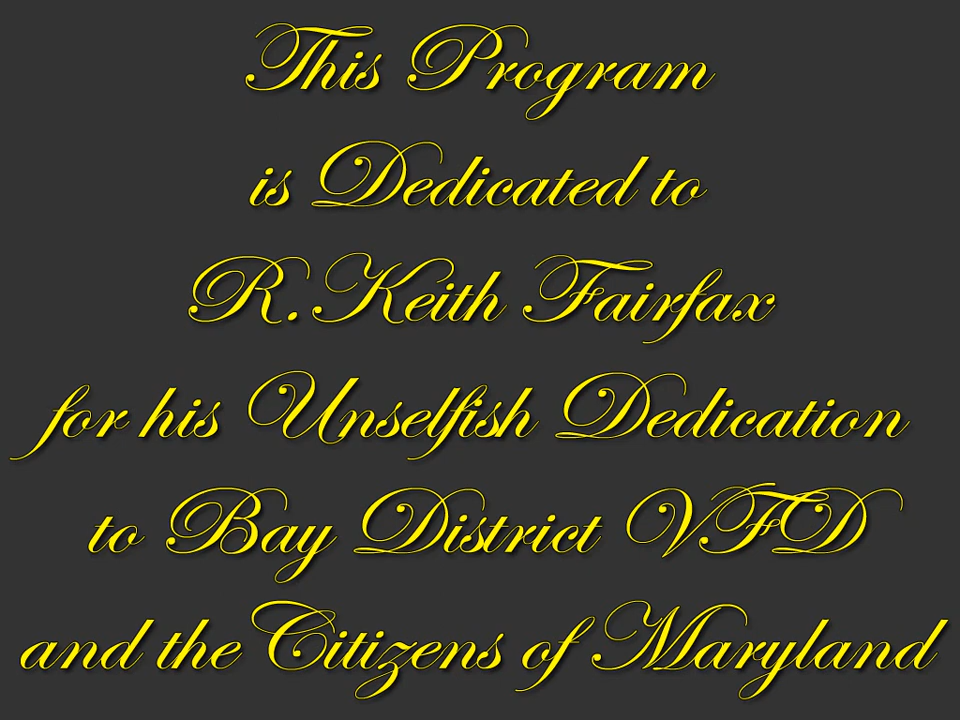 This Program
is Dedicated to
R. Keith Fairfax
for his Unselfish Dedication
to Bay District VFD
and the Citizens of Maryland